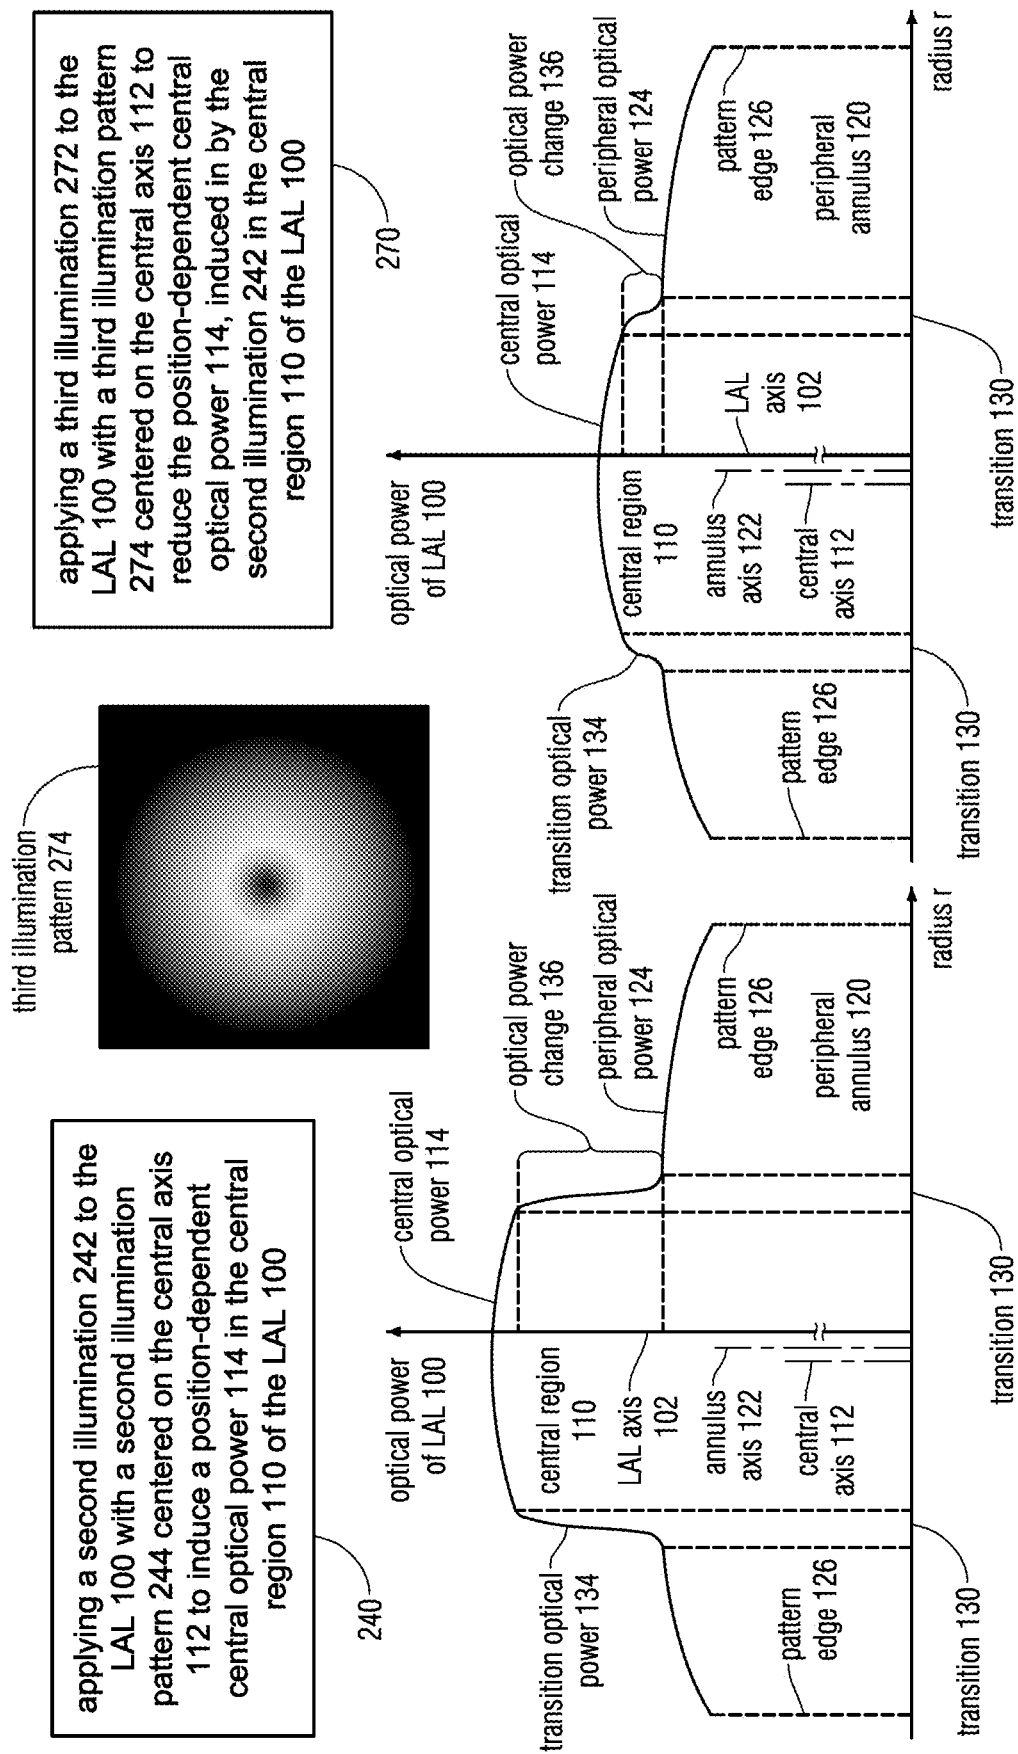 applying a second illumination 242 to the
LAL 100 with a second illumination
pattern 244 centered on the central axis
112 to induce a position-dependent
central optical power 114 in the central
region 110 of the LAL 100
240
third illumination
pattern 274
applying a third illumination 272 to the
LAL 100 with a third illumination pattern
274 centered on the central axis 112 to
reduce the position-dependent central
optical power 114, induced in by the
second illumination 242 in the central
region 110 of the LAL 100
270
optical power
of LAL 100
central optical
power 114
optical power
change 136
peripheral optical
power 124
transition optical
power 134
central region
110
LAL axis
102
annulus
axis 122
central
axis 112
pattern
edge 126
pattern
edge 126
peripheral
annulus 120
transition 130
transition 130
radius r
optical power
of LAL 100
central optical
power 114
optical power
change 136
peripheral optical
power 124
transition optical
power 134
central region
110
LAL
axis
102
annulus
axis 122
central
axis 112
pattern
edge 126
pattern
edge 126
peripheral
annulus 120
transition 130
transition 130
radius r